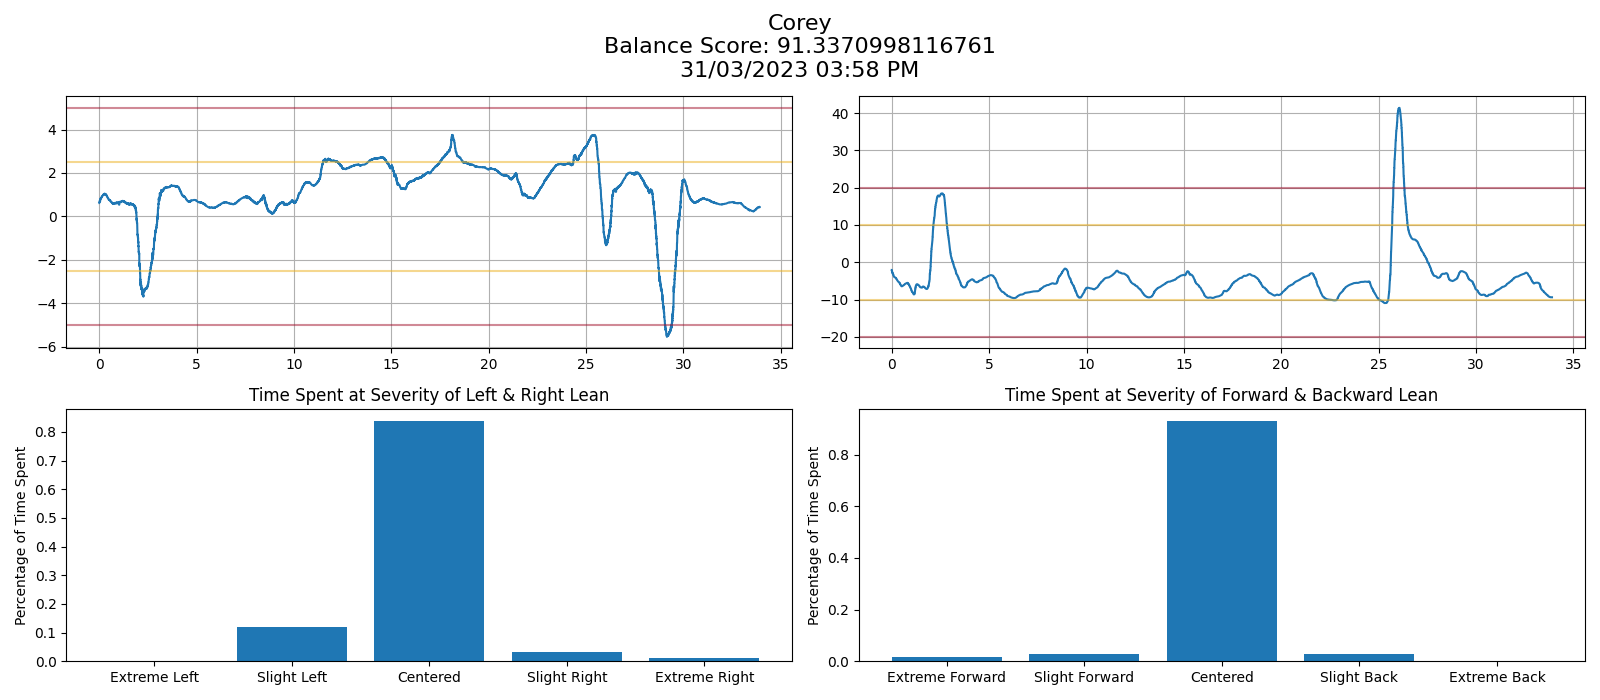 Corey
Balance Score: 91.3370998116761
31/03/2023 03:58 PM
4
2
0
−2
−4
−6
0 5 10 15 20 25 30 35
40
30
20
10
0
−10
−20
0 5 10 15 20 25 30 35
Time Spent at Severity of Left & Right Lean
Percentage of Time Spent
0.8
0.7
0.6
0.5
0.4
0.3
0.2
0.1
0.0
Extreme Left Slight Left Centered Slight Right Extreme Right
Time Spent at Severity of Forward & Backward Lean
Percentage of Time Spent
0.8
0.6
0.4
0.2
0.0
Extreme Forward Slight Forward Centered Slight Back Extreme Back